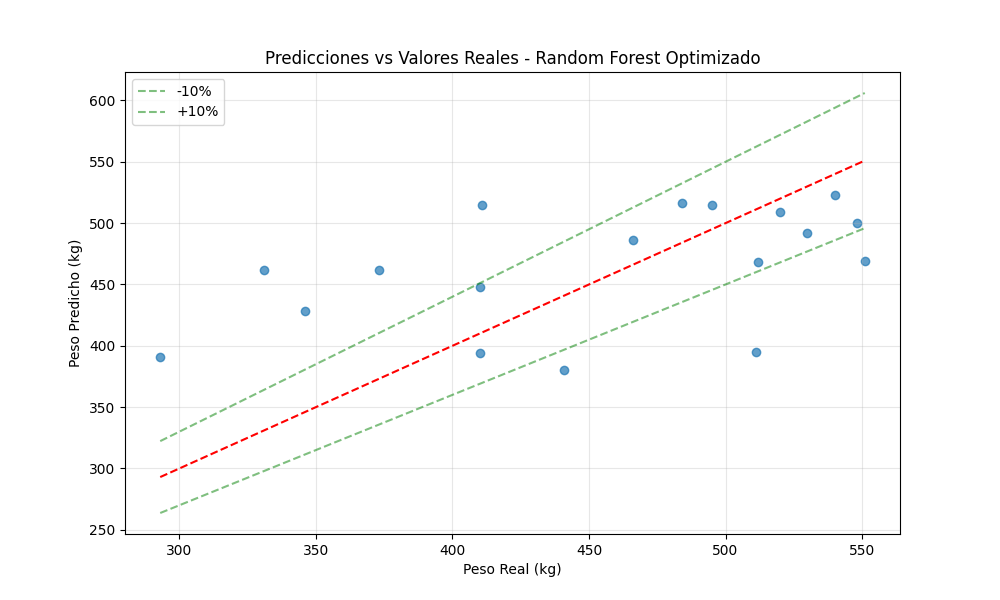 Predicciones vs Valores Reales - Random Forest Optimizado
-10%
+10%
600
550
500
450
400
350
300
250
Peso Predicho (kg)
300 350 400 450 500 550
Peso Real (kg)